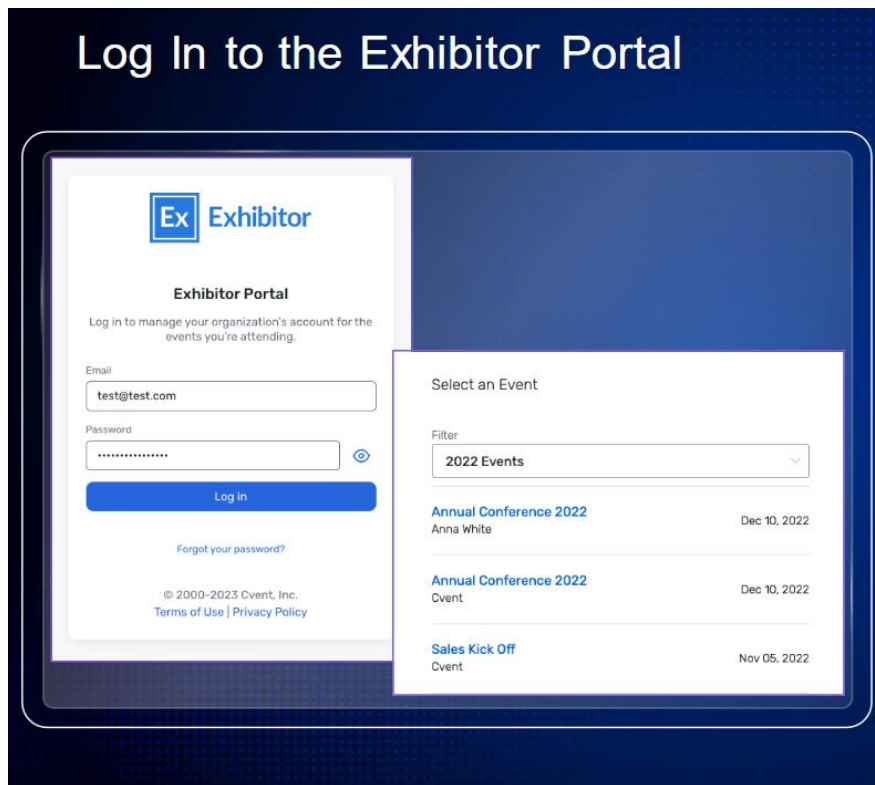 Log In to the Exhibitor Portal
Ex Exhibitor
Exhibitor Portal
Log in to manage your organization's account for the
events you're attending.
Email
test@test.com
Password
••••••••••••••••
Log in
Forgot your password?
© 2000-2023 Cvent, Inc.
Terms of Use | Privacy Policy
Select an Event
Filter
2022 Events
Annual Conference 2022
Anna White
Dec 10, 2022
Annual Conference 2022
Cvent
Dec 10, 2022
Sales Kick Off
Cvent
Nov 05, 2022